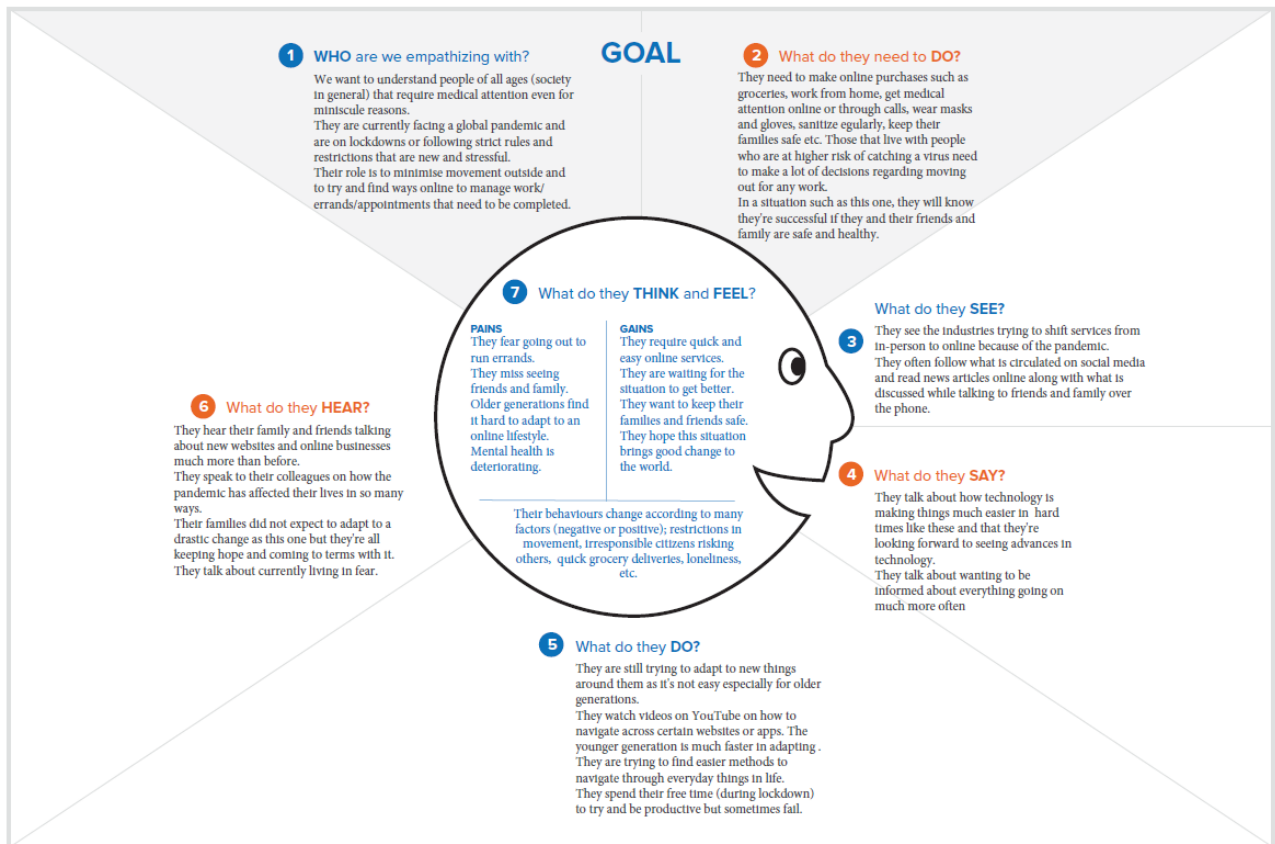 GOAL
1 WHO are we empathizing with?
We want to understand people of all ages (society
in general) that require medical attention even for
miniscule reasons.
They are currently facing a global pandemic and
are on lockdowns or following strict rules and
restrictions that are new and stressful.
Their role is to minimise movement outside and
to try and find ways online to manage work/
errands/appointments that need to be completed.
2 What do they need to DO?
They need to make online purchases such as
groceries, work from home, get medical
attention online or through calls, wear masks
and gloves, sanitize egularly, keep their
families safe etc. Those that live with people
who are at higher risk of catching a virus need
to make a lot of decisions regarding moving
out for any work.
In a situation such as this one, they will know
they're successful if they and their friends and
family are safe and healthy.
3 What do they SEE?
They see the industries trying to shift services from
in-person to online because of the pandemic.
They often follow what is circulated on social media
and read news articles online along with what is
discussed while talking to friends and family over
the phone.
4 What do they SAY?
They talk about how technology is
making things much easier in hard
times like these and that they're
looking forward to seeing advances in
technology.
They talk about wanting to be
informed about everything going on
much more often
5 What do they DO?
They are still trying to adapt to new things
around them as it's not easy especially for older
generations.
They watch videos on YouTube on how to
navigate across certain websites or apps. The
younger generation is much faster in adapting .
They are trying to find easier methods to
navigate through everyday things in life.
They spend their free time (during lockdown)
to try and be productive but sometimes fail.
6 What do they HEAR?
They hear their family and friends talking
about new websites and online businesses
much more than before.
They speak to their colleagues on how the
pandemic has affected their lives in so many
ways.
Their families did not expect to adapt to a
drastic change as this one but they're all
keeping hope and coming to terms with it.
They talk about currently living in fear.
7 What do they THINK and FEEL?
PAINS
They fear going out to
run errands.
They miss seeing
friends and family.
Older generations find
it hard to adapt to an
online lifestyle.
Mental health is
deteriorating.
GAINS
They require quick and
easy online services.
They are waiting for the
situation to get better.
They want to keep their
families and friends safe.
They hope this situation
brings good change to
the world.
Their behaviours change according to many
factors (negative or positive); restrictions in
movement, irresponsible citizens risking
others, quick grocery deliveries, loneliness,
etc.